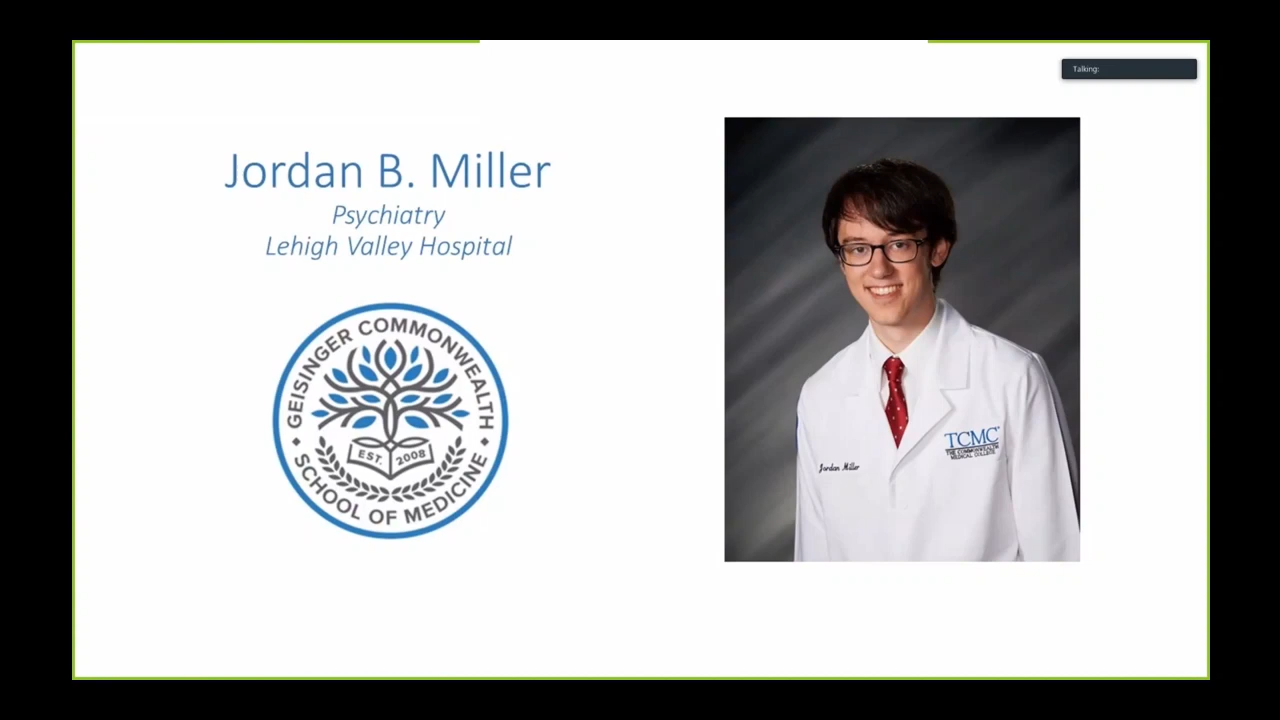 Talking:
Jordan B. Miller
Psychiatry
Lehigh Valley Hospital
GEISINGER COMMONWEALTH
SCHOOL OF MEDICINE
EST. 2008
TCMC
THE COMMONWEALTH
MEDICAL COLLEGE
Jordan Miller